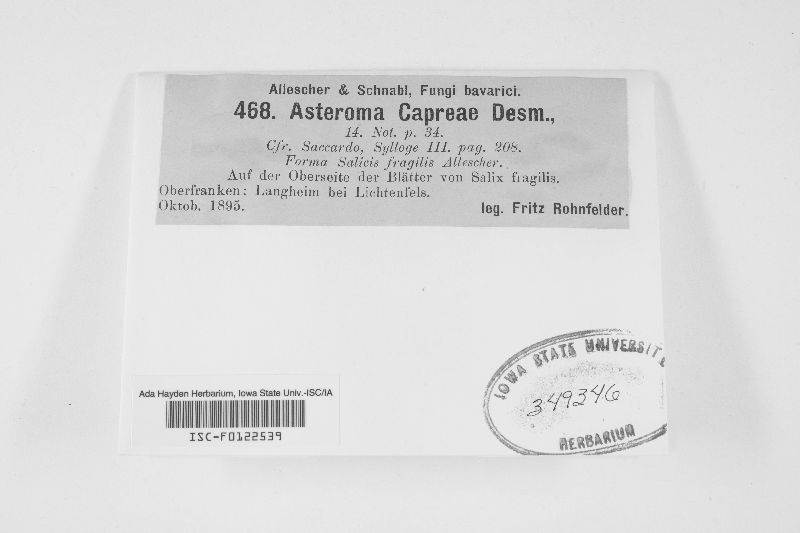 Allescher & Schnabl, Fungi bavarici.
468. Asteroma Capreae Desm.,
14. Not. p. 34.
Cfr. Saccardo, Sylloge III. pag. 208.
Forma Salicis fragilis Allescher.
Auf der Oberseite der Blätter von Salix fragilis.
Oberfranken: Langheim bei Lichtenfels.
Oktob. 1895. leg. Fritz Rohnfelder.
Ada Hayden Herbarium, Iowa State Univ.-ISC/IA
ISC-F0122539
IOWA STATE UNIVERSITY
349346
HERBARIUM